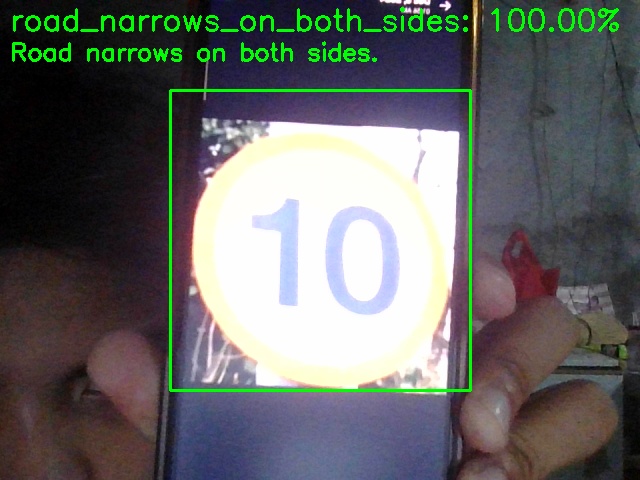 road_narrows_on_both_sides: 100.00%
Road narrows on both sides.
10